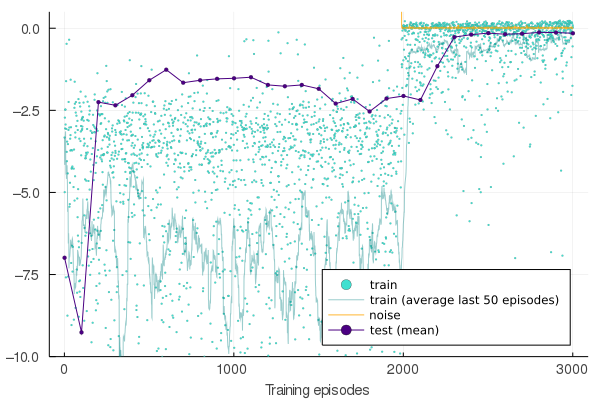 0.0
−2.5
−5.0
−7.5
−10.0
train
train (average last 50 episodes)
noise
test (mean)
0
1000
2000
3000
Training episodes